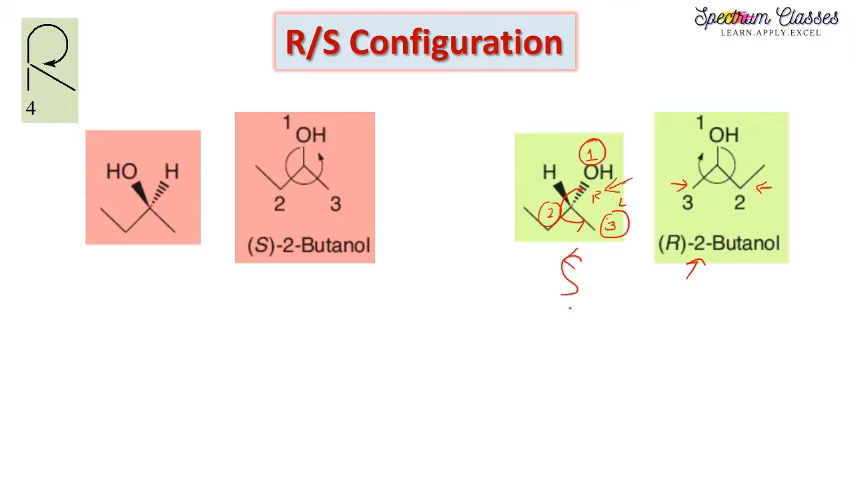 Spectrum Classes
LEARN.APPLY.EXCEL
R/S Configuration
R
4
HO H
1
OH
2 3
(S)-2-Butanol
H OH
1
R
2
3
S
1
OH
3 2
(R)-2-Butanol